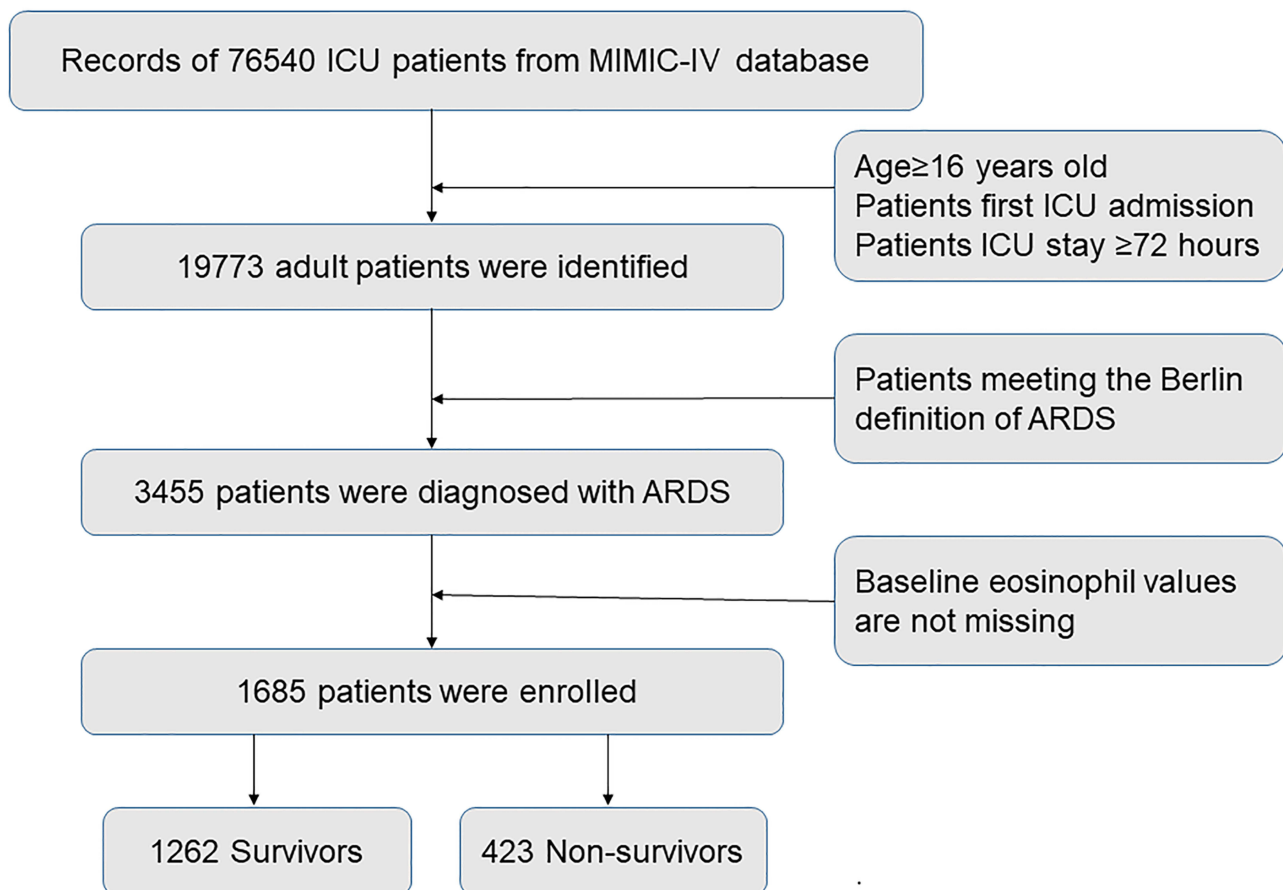 Records of 76540 ICU patients from MIMIC-IV database
Age≥16 years old
Patients first ICU admission
Patients ICU stay ≥72 hours
19773 adult patients were identified
Patients meeting the Berlin
definition of ARDS
3455 patients were diagnosed with ARDS
Baseline eosinophil values
are not missing
1685 patients were enrolled
1262 Survivors
423 Non-survivors
.